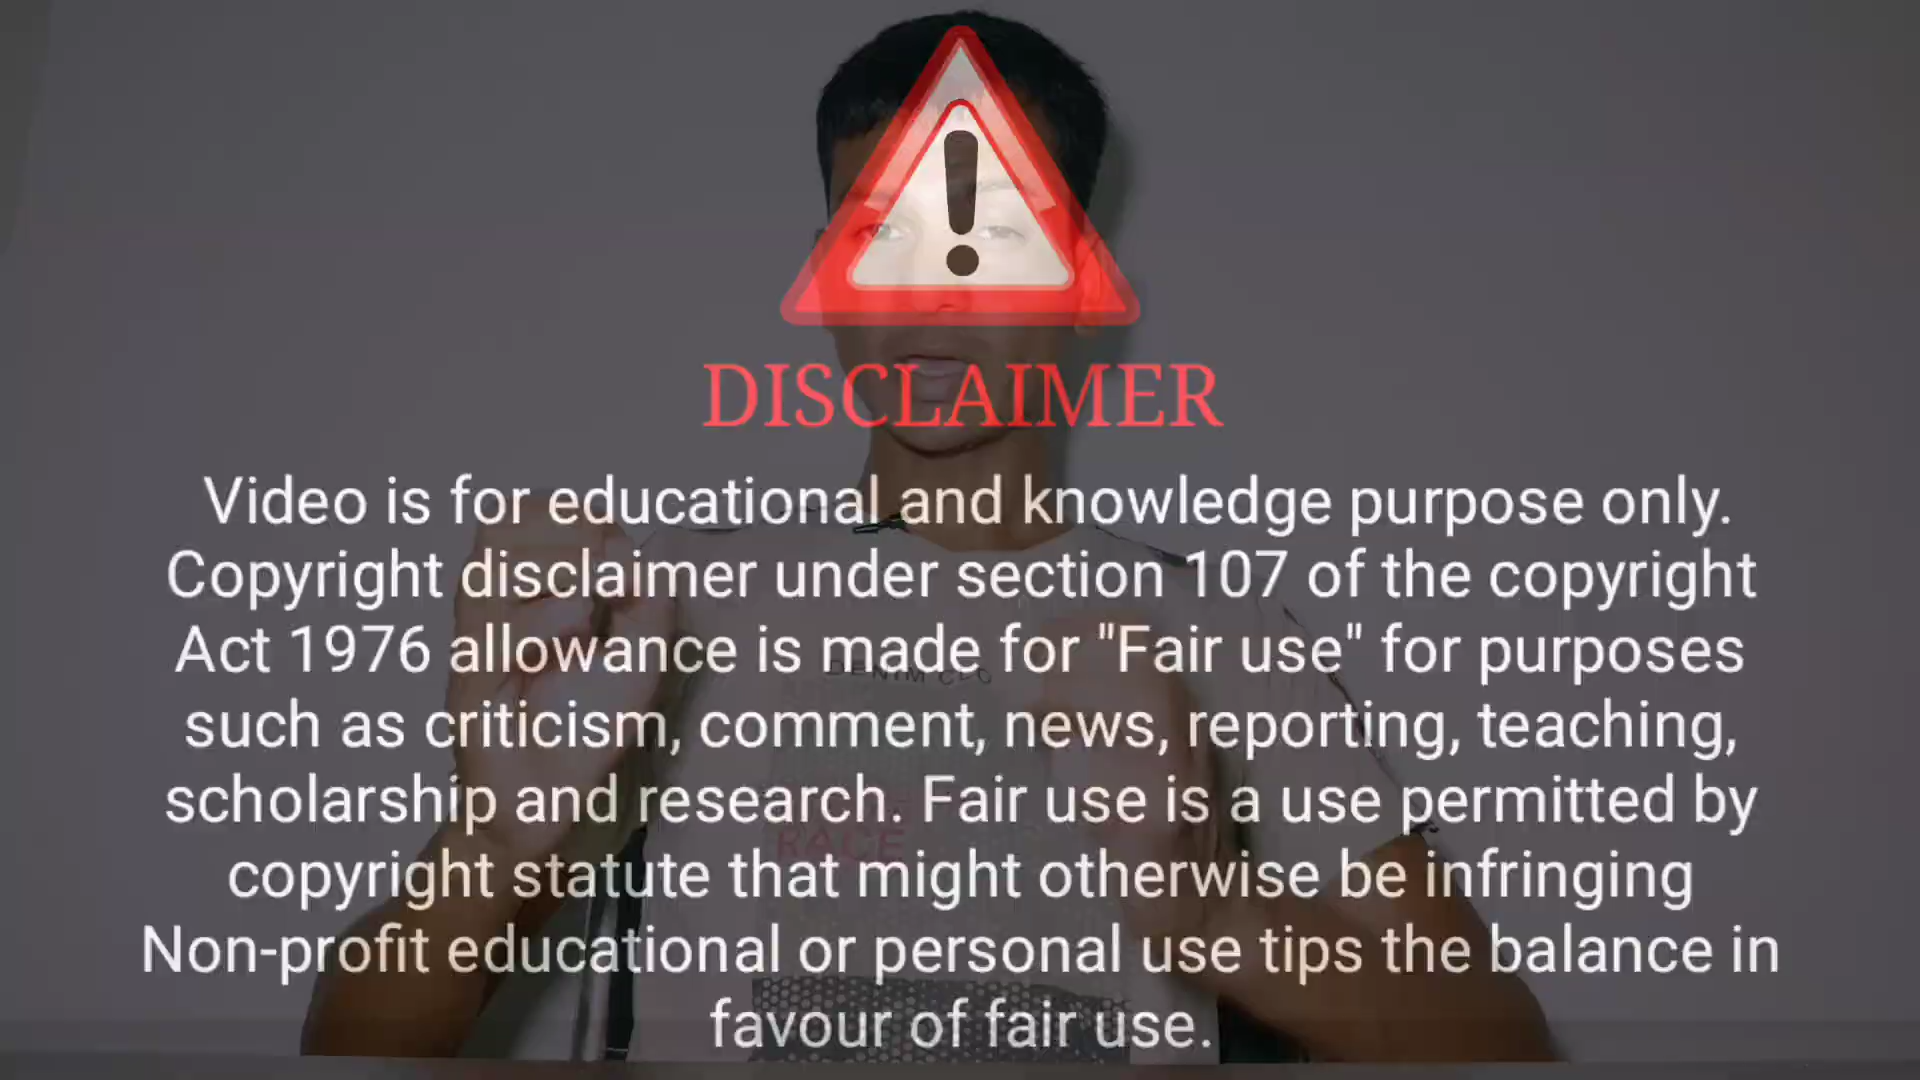 DISCLAIMER
Video is for educational and knowledge purpose only.
Copyright disclaimer under section 107 of the copyright
Act 1976 allowance is made for "Fair use" for purposes
such as criticism, comment, news, reporting, teaching,
scholarship and research. Fair use is a use permitted by
copyright statute that might otherwise be infringing
Non-profit educational or personal use tips the balance in
favour of fair use.
DENIM CLO
RACE